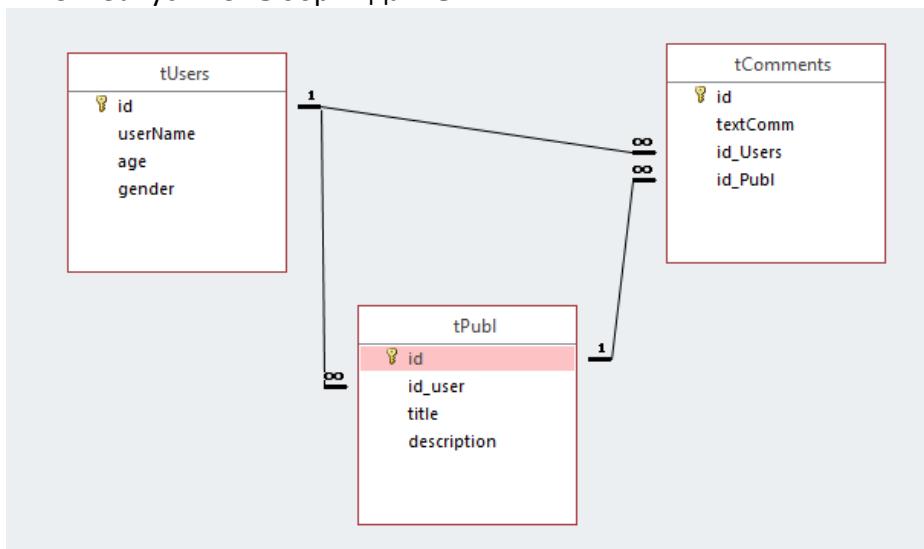 tUsers
id
userName
age
gender
1
∞
tComments
id
textComm
id_Users
id_Publ
∞
∞
tPubl
id
id_user
title
description
1